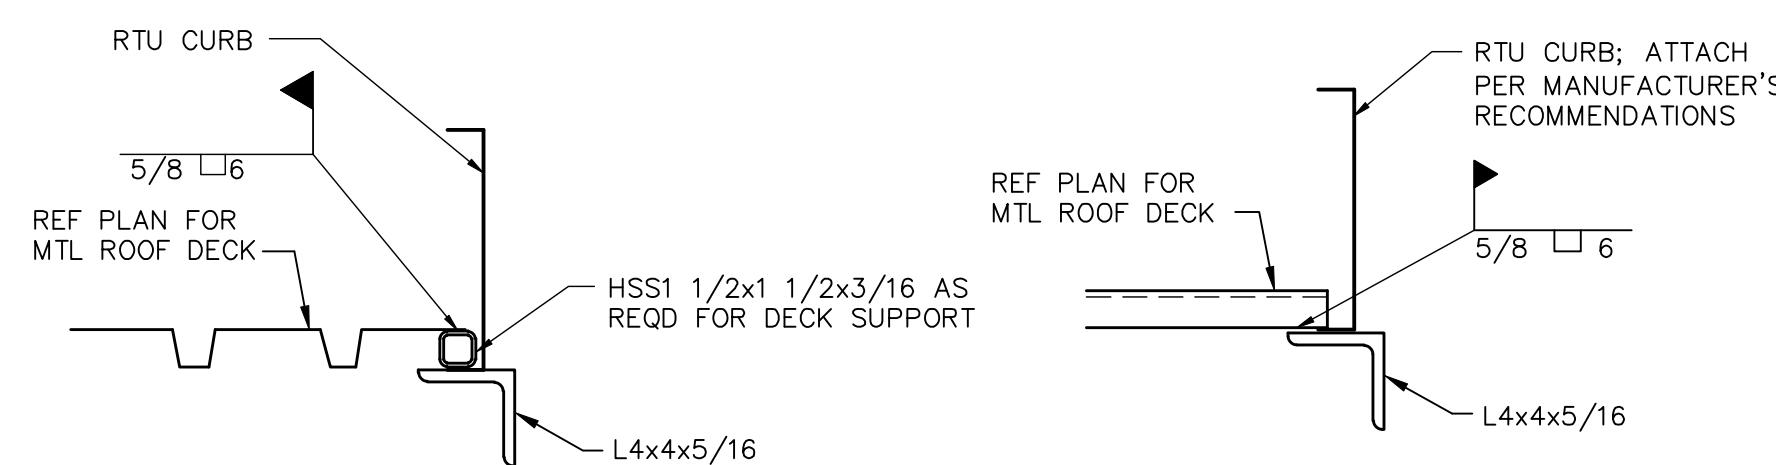 RTU CURB
5/8 6
REF PLAN FOR
MTL ROOF DECK
HSS1 1/2x1 1/2x3/16 AS
REQD FOR DECK SUPPORT
L4x4x5/16
RTU CURB; ATTACH
PER MANUFACTURER'S
RECOMMENDATIONS
REF PLAN FOR
MTL ROOF DECK
5/8 6
L4x4x5/16